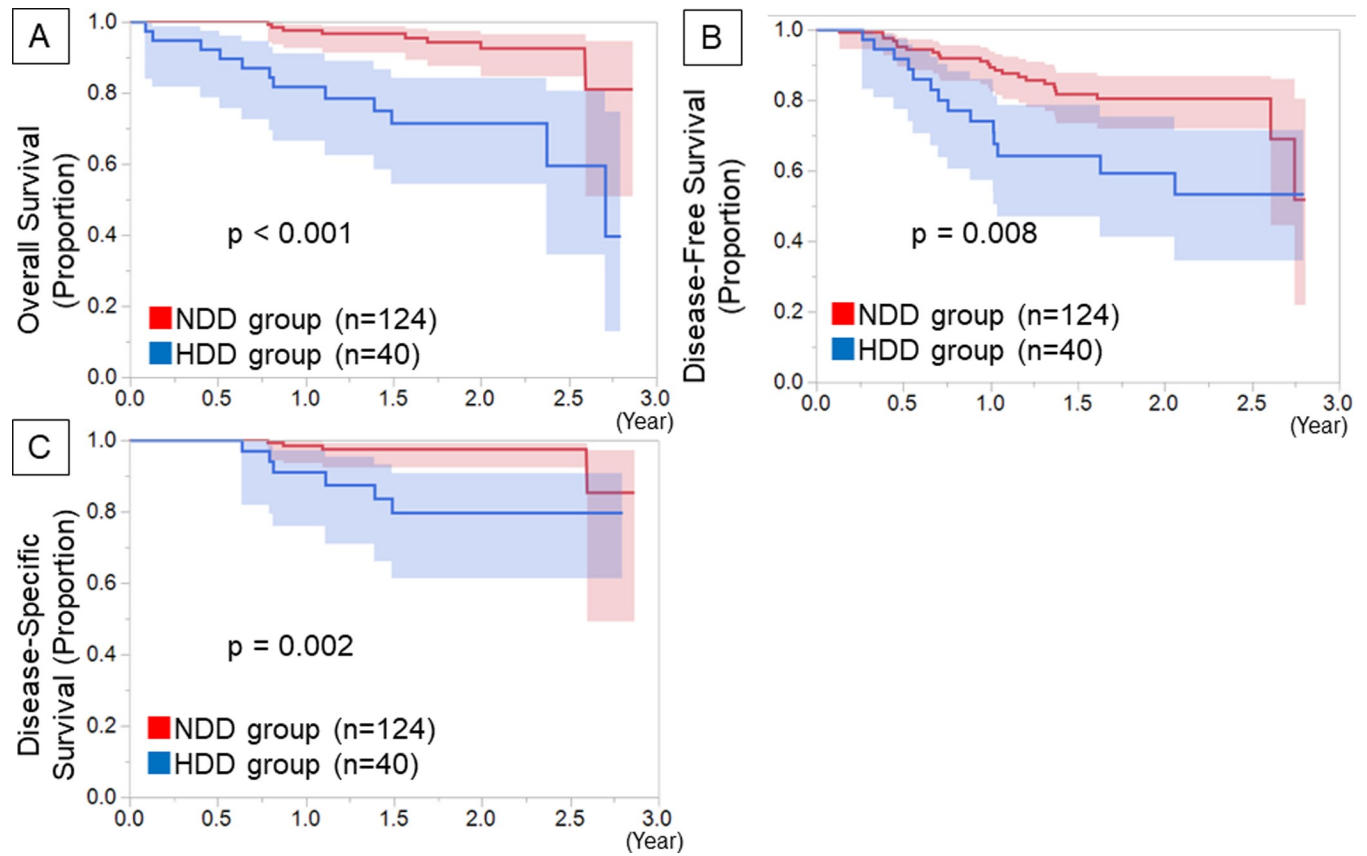 A
Overall Survival
(Proportion)
1.0
0.8
0.6
0.4
0.2
0.0
p < 0.001
NDD group (n=124)
HDD group (n=40)
0.0 0.5 1.0 1.5 2.0 2.5 3.0
(Year)
B
Disease-Free Survival
(Proportion)
1.0
0.8
0.6
0.4
0.2
0.0
p = 0.008
NDD group (n=124)
HDD group (n=40)
0.0 0.5 1.0 1.5 2.0 2.5 3.0
(Year)
C
Disease-Specific
Survival (Proportion)
1.0
0.8
0.6
0.4
0.2
0.0
p = 0.002
NDD group (n=124)
HDD group (n=40)
0.0 0.5 1.0 1.5 2.0 2.5 3.0
(Year)